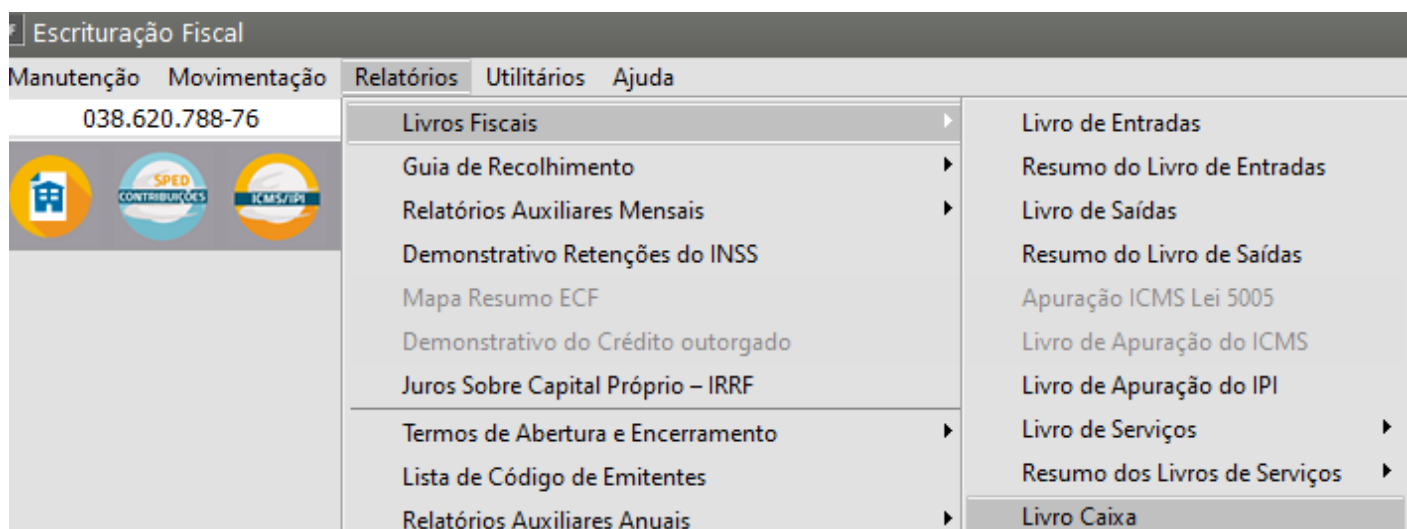 Escrituração Fiscal
Manutenção Movimentação Relatórios Utilitários Ajuda
038.620.788-76
SPED
CONTRIBUIÇÕES
ICMS/IPI
Livros Fiscais
Guia de Recolhimento
Relatórios Auxiliares Mensais
Demonstrativo Retenções do INSS
Mapa Resumo ECF
Demonstrativo do Crédito outorgado
Juros Sobre Capital Próprio – IRRF
Termos de Abertura e Encerramento
Lista de Código de Emitentes
Relatórios Auxiliares Anuais
Livro de Entradas
Resumo do Livro de Entradas
Livro de Saídas
Resumo do Livro de Saídas
Apuração ICMS Lei 5005
Livro de Apuração do ICMS
Livro de Apuração do IPI
Livro de Serviços
Resumo dos Livros de Serviços
Livro Caixa